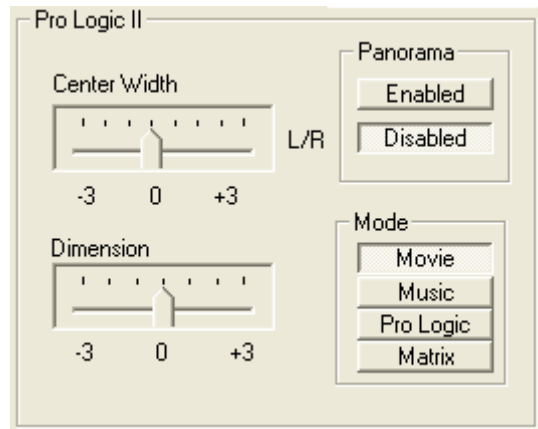 Pro Logic II
Center Width
L/R
-3 0 +3
Dimension
-3 0 +3
Panorama
Enabled
Disabled
Mode
Movie
Music
Pro Logic
Matrix